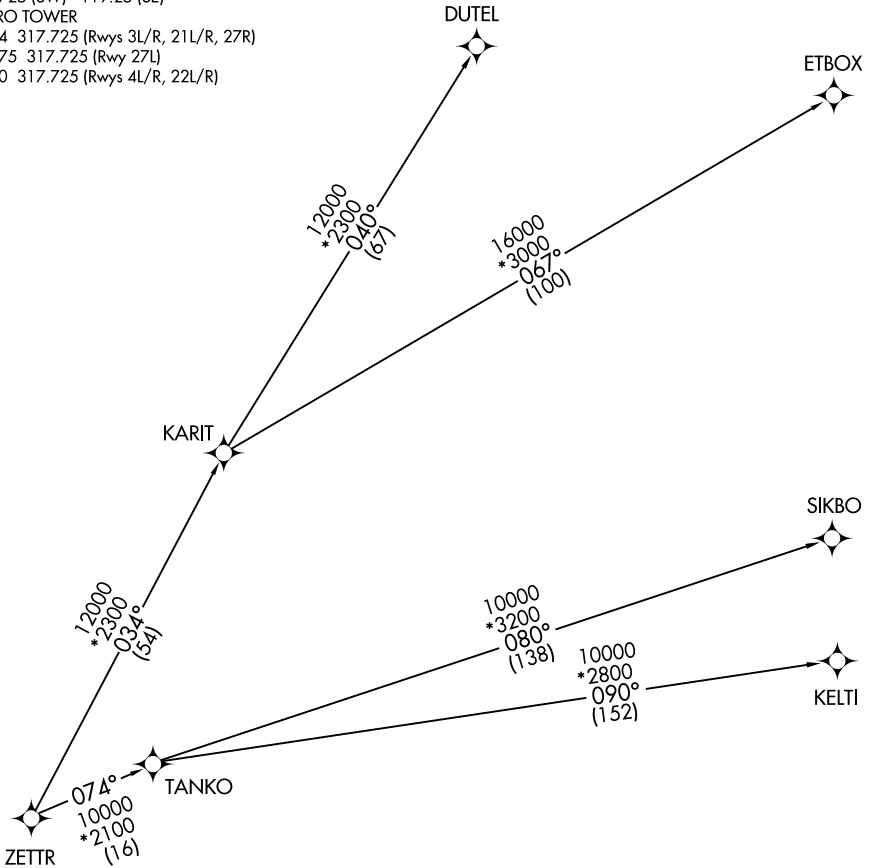 RO TOWER
4 317.725 (Rwys 3L/R, 21L/R, 27R)
75 317.725 (Rwy 27L)
0 317.725 (Rwys 4L/R, 22L/R)
DUTEL
ETBOX
12000
*2300
040°
(67)
16000
*3000
067°
(100)
KARIT
SIKBO
12000
*2300
034°
(54)
10000
*3200
080°
(138)
10000
*2800
090°
(152)
KELTI
TANKO
074°
10000
*2100
(16)
ZETTR